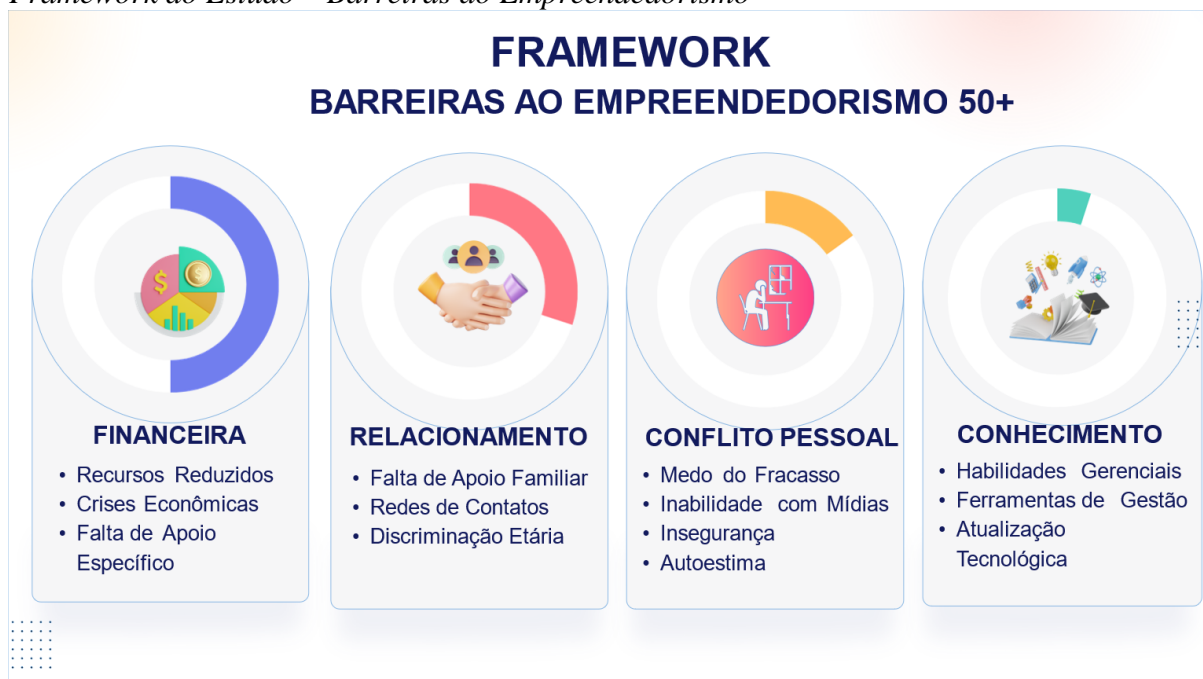 Framework do Estudo – Barreiras ao Empreendedorismo
FRAMEWORK
BARREIRAS AO EMPREENDEDORISMO 50+
FINANCEIRA
• Recursos Reduzidos
• Crises Econômicas
• Falta de Apoio
Específico
RELACIONAMENTO
• Falta de Apoio Familiar
• Redes de Contatos
• Discriminação Etária
CONFLITO PESSOAL
• Medo do Fracasso
• Inabilidade com Mídias
• Insegurança
• Autoestima
CONHECIMENTO
• Habilidades Gerenciais
• Ferramentas de Gestão
• Atualização
Tecnológica